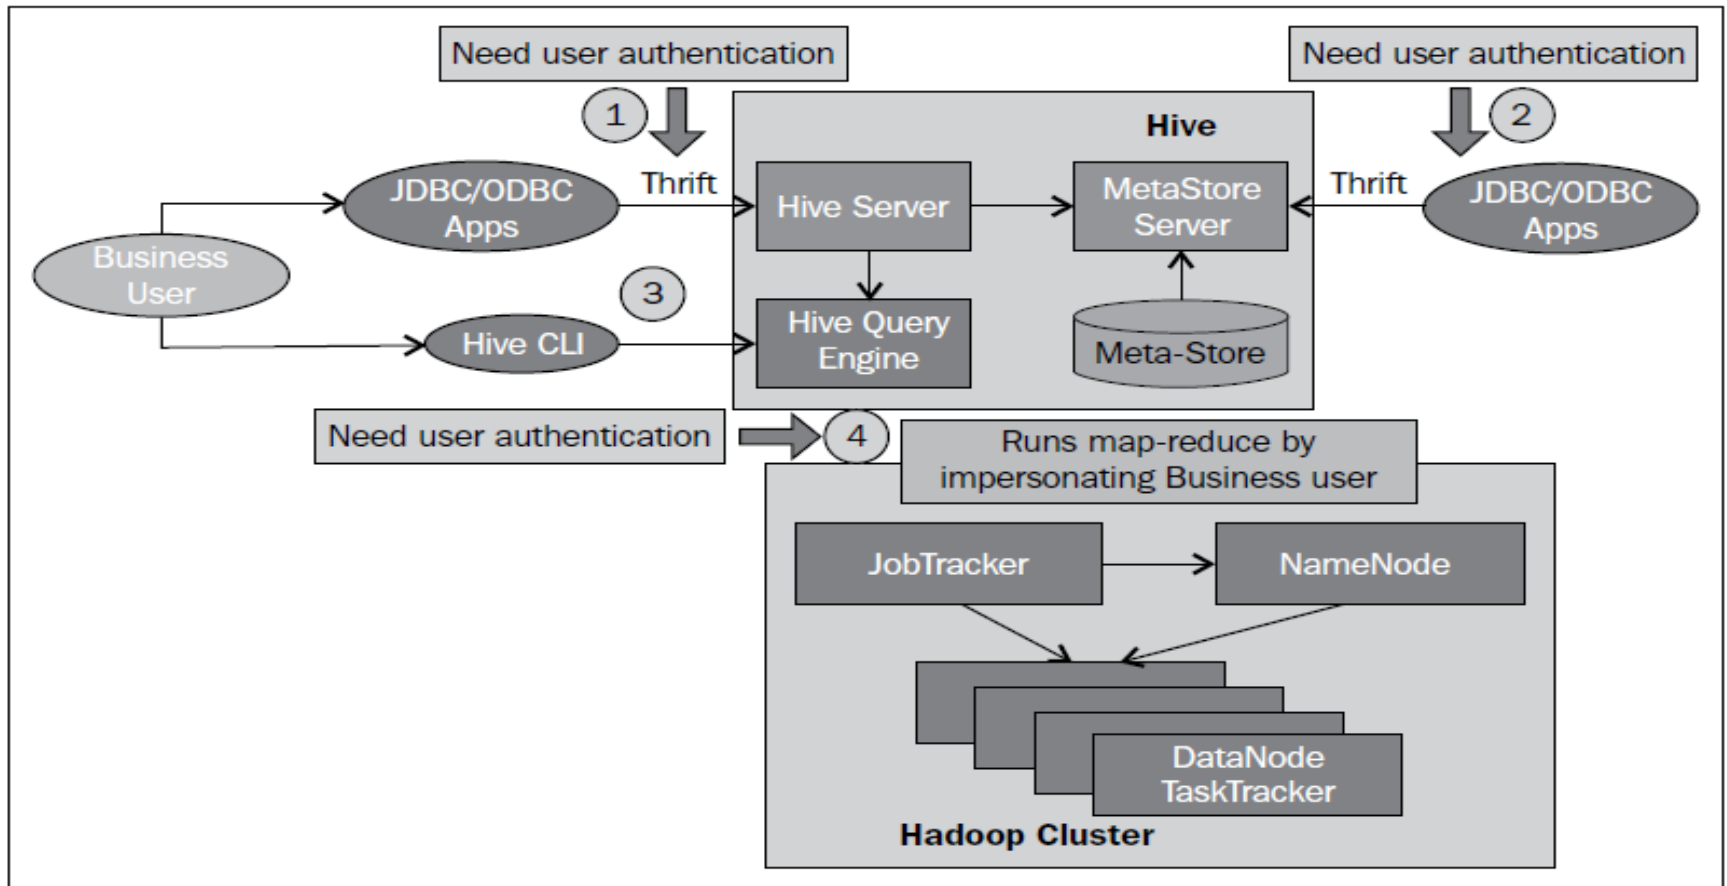 Need user authentication
Need user authentication
1
2
Hive
JDBC/ODBC
Apps
Thrift
Hive Server
MetaStore
Server
Thrift
JDBC/ODBC
Apps
Business
User
3
Hive CLI
Hive Query
Engine
Meta-Store
Need user authentication
4
Runs map-reduce by
impersonating Business user
JobTracker
NameNode
DataNode
TaskTracker
Hadoop Cluster